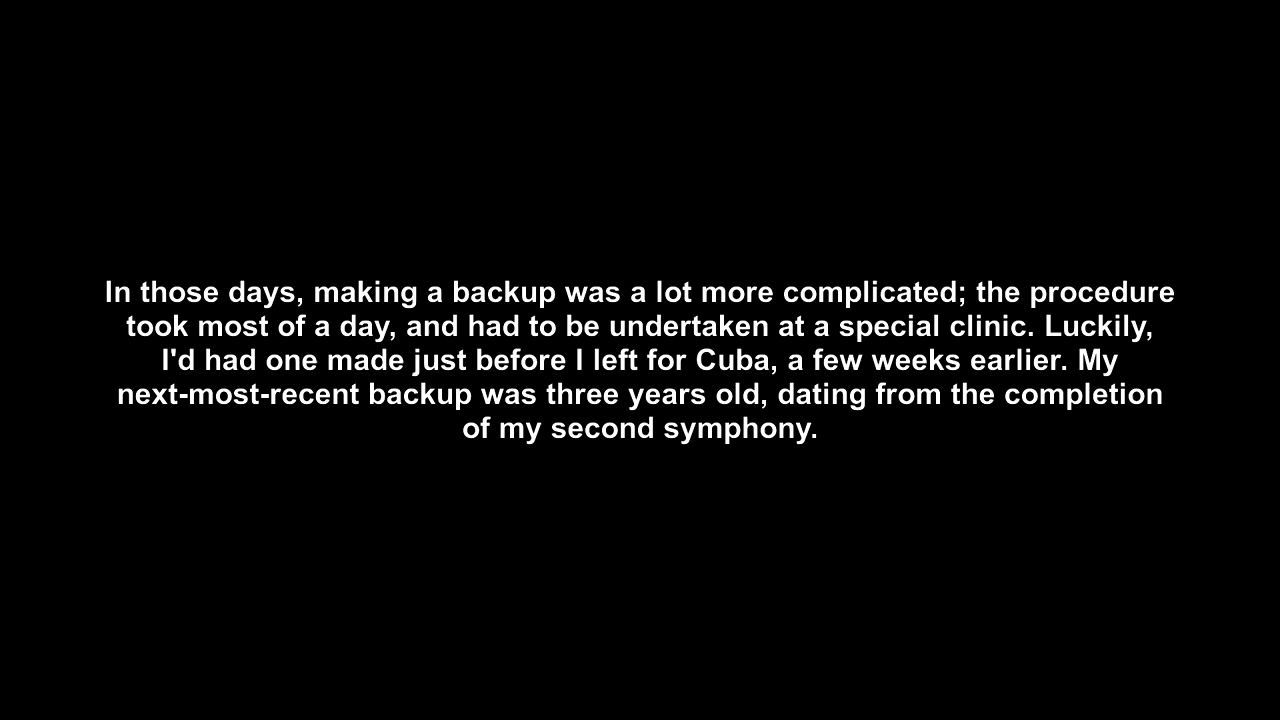 In those days, making a backup was a lot more complicated; the procedure
took most of a day, and had to be undertaken at a special clinic. Luckily,
I'd had one made just before I left for Cuba, a few weeks earlier. My
next-most-recent backup was three years old, dating from the completion
of my second symphony.